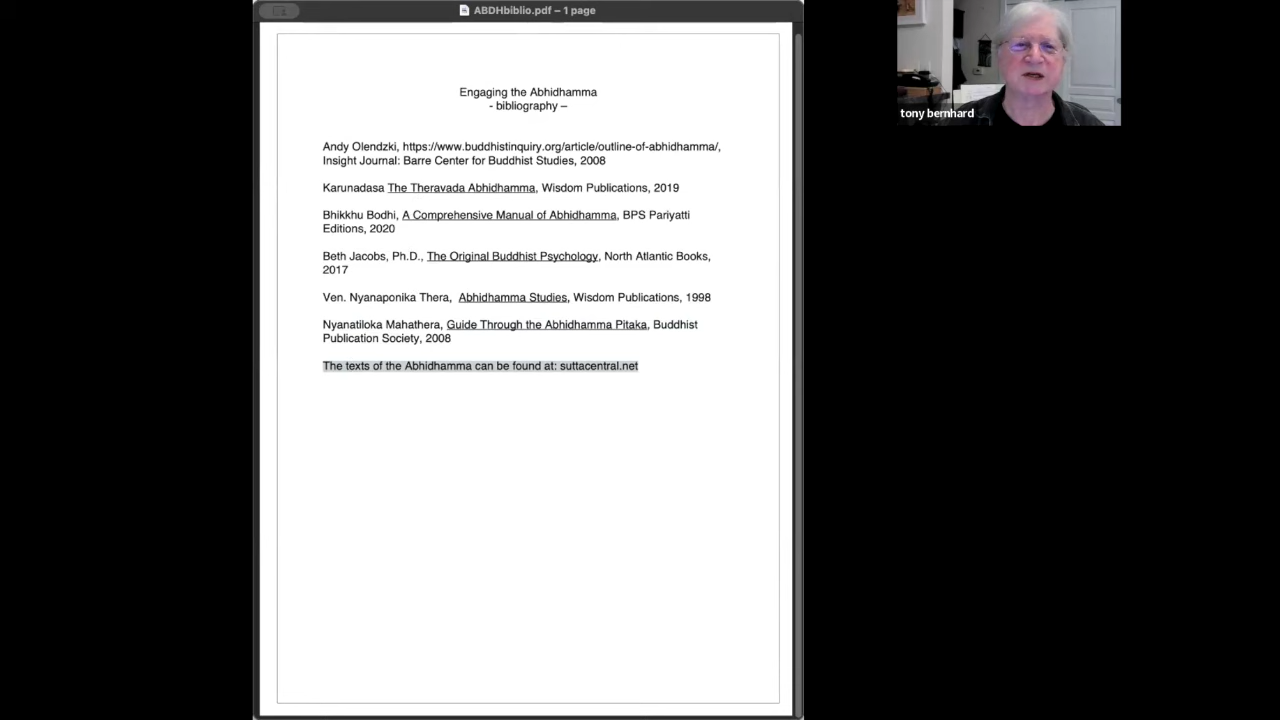 ABDHbiblio.pdf – 1 page
tony bernhard
Engaging the Abhidhamma
- bibliography –
Andy Olendzki, https://www.buddhistinquiry.org/article/outline-of-abhidhamma/,
Insight Journal: Barre Center for Buddhist Studies, 2008
Karunadasa The Theravada Abhidhamma, Wisdom Publications, 2019
Bhikkhu Bodhi, A Comprehensive Manual of Abhidhamma, BPS Pariyatti
Editions, 2020
Beth Jacobs, Ph.D., The Original Buddhist Psychology, North Atlantic Books,
2017
Ven. Nyanaponika Thera,  Abhidhamma Studies, Wisdom Publications, 1998
Nyanatiloka Mahathera, Guide Through the Abhidhamma Pitaka, Buddhist
Publication Society, 2008
The texts of the Abhidhamma can be found at: suttacentral.net